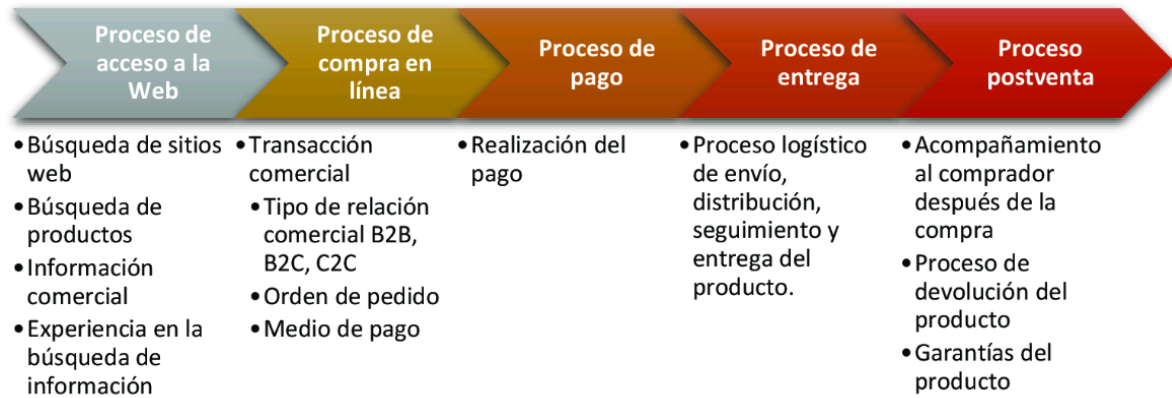 Proceso de
acceso a la
Web
Proceso de
compra en
línea
Proceso de
pago
Proceso de
entrega
Proceso
postventa
•Búsqueda de sitios
web
•Búsqueda de
productos
•Información
comercial
•Experiencia en la
búsqueda de
información
•Transacción
comercial
•Tipo de relación
comercial B2B,
B2C, C2C
•Orden de pedido
•Medio de pago
•Realización del
pago
•Proceso logístico
de envío,
distribución,
seguimiento y
entrega del
producto.
•Acompañamiento
al comprador
después de la
compra
•Proceso de
devolución del
producto
•Garantías del
producto